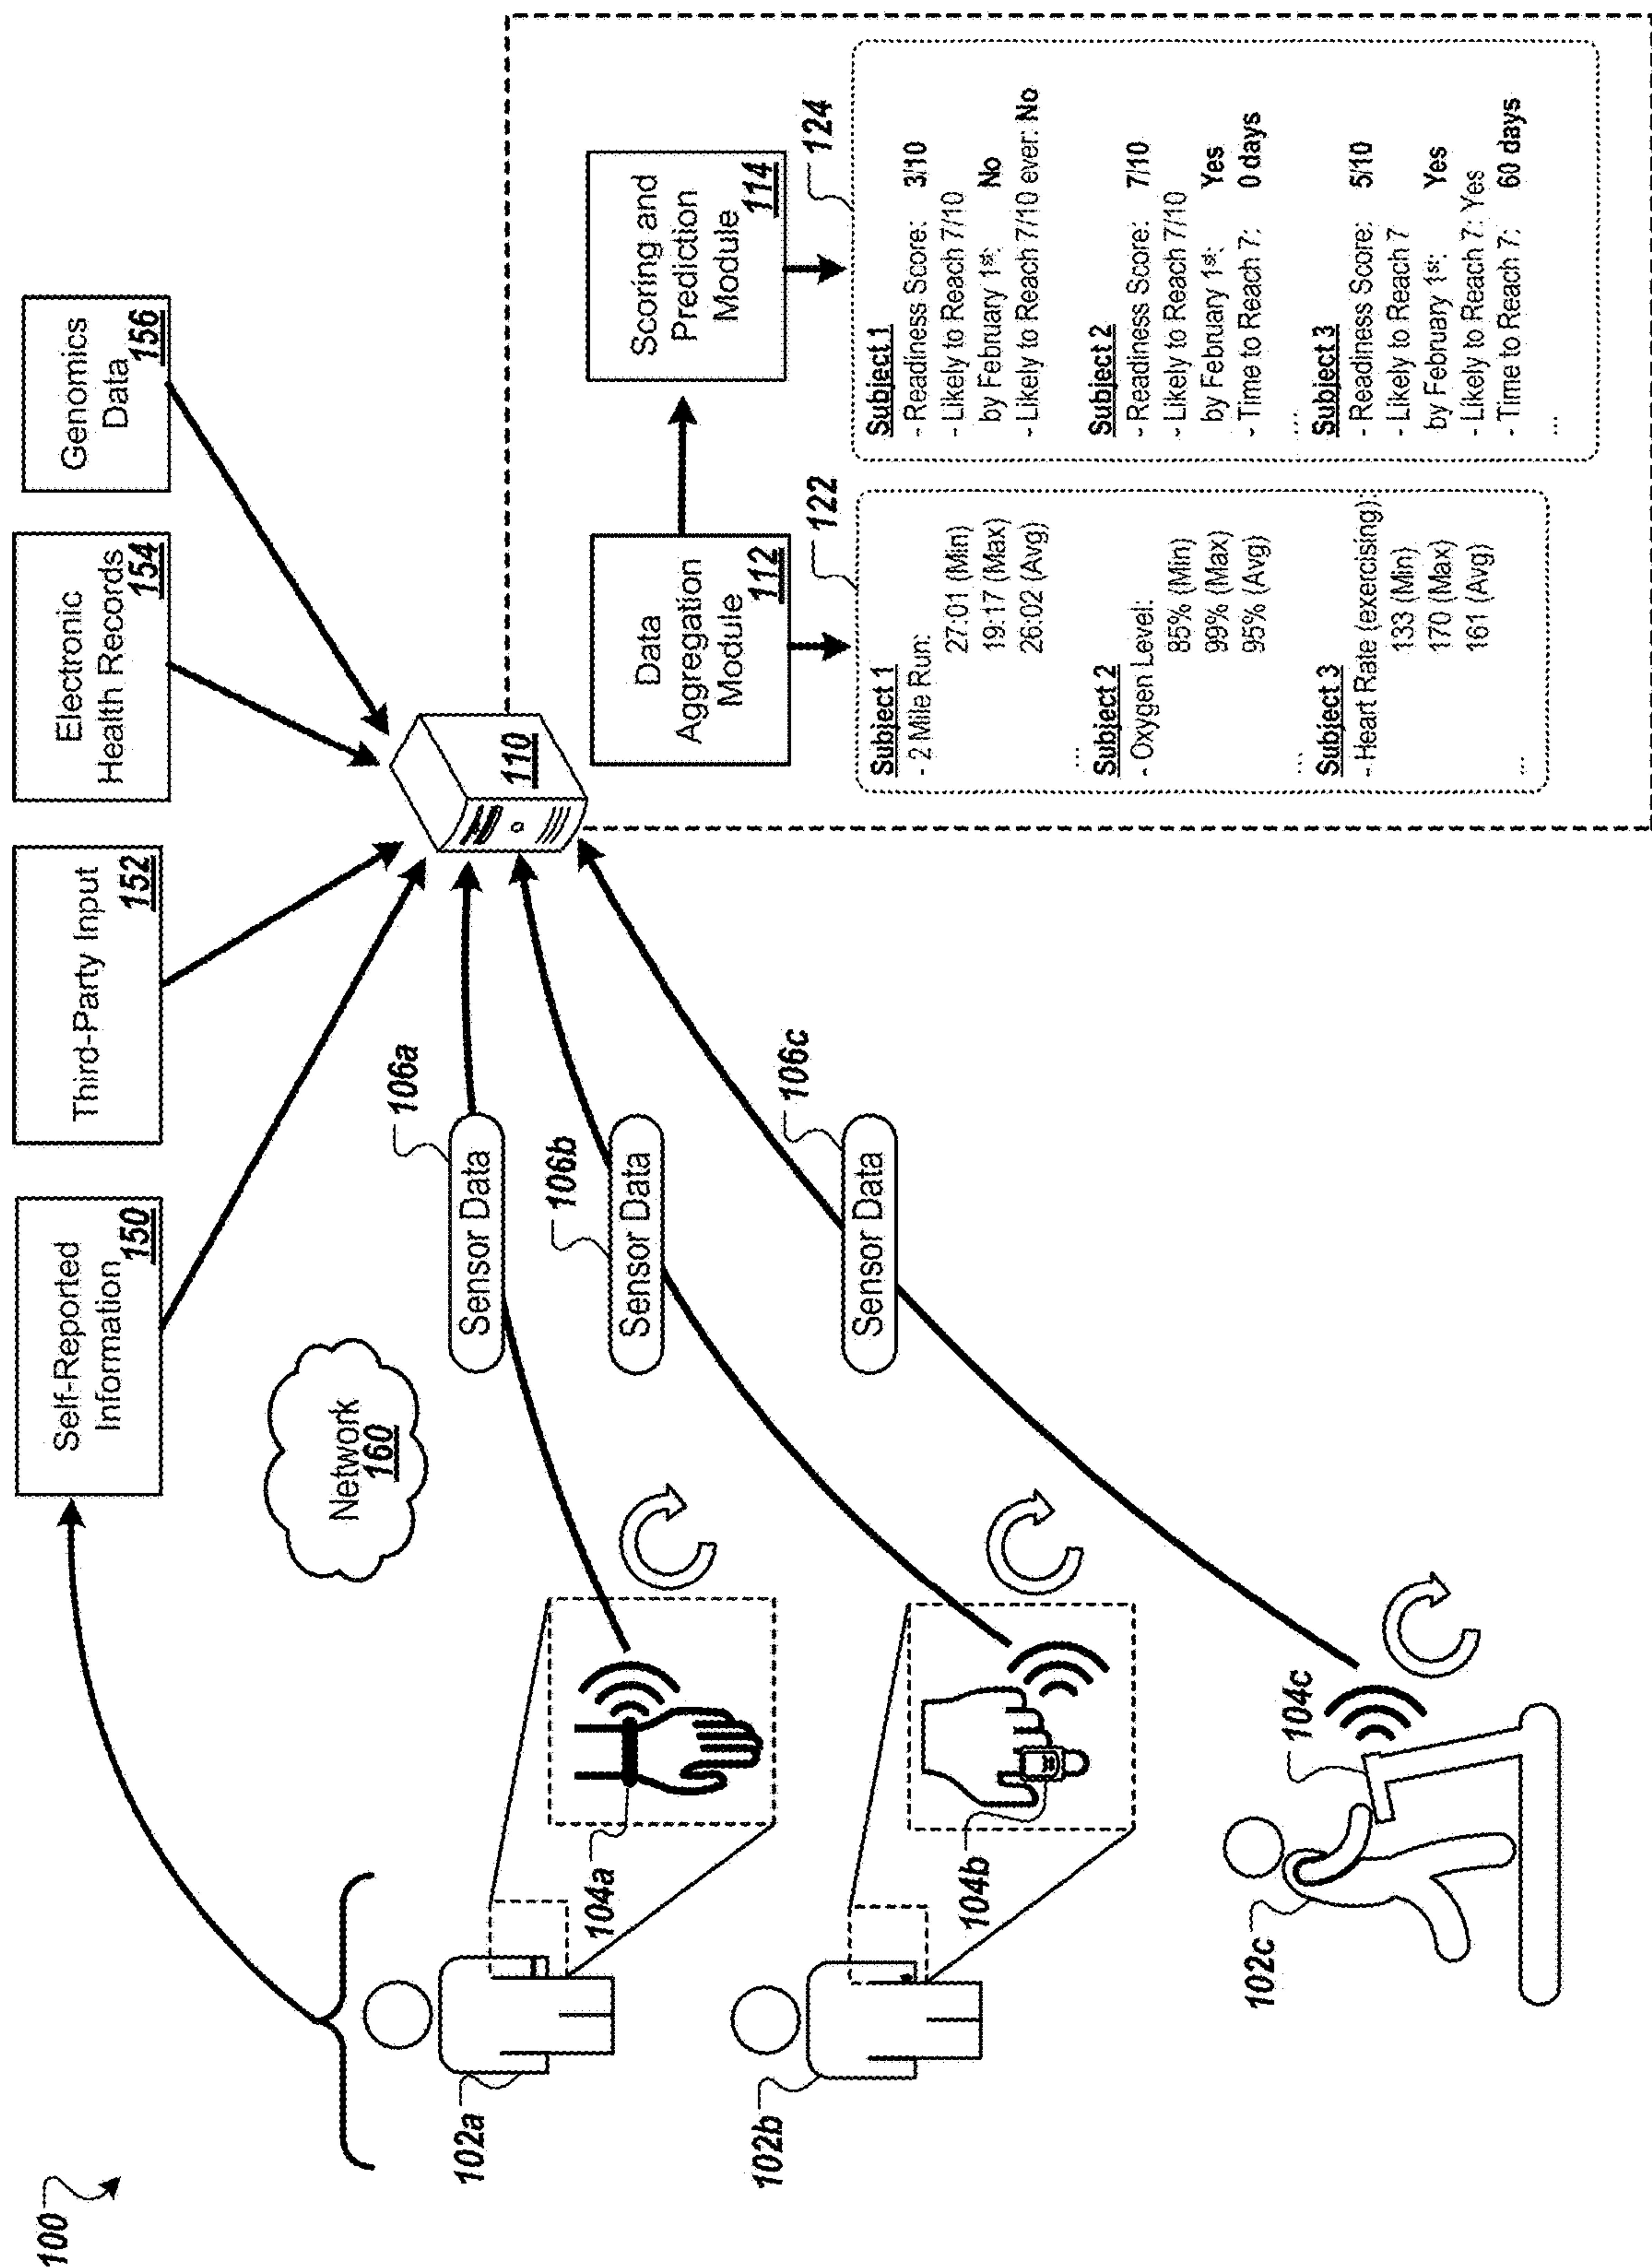 100
Self-Reported
Information
150
Third-Party Input
152
Electronic
Health Records
154
Genomics
Data
156
Network
160
102a
104a
106a
Sensor Data
102b
104b
106b
Sensor Data
102c
104c
106c
Sensor Data
110
Data
Aggregation
Module
112
Scoring and
Prediction
Module
114
122
Subject 1
- 2 Mile Run:
27:01 (Min)
19:17 (Max)
26:02 (Avg)
...
Subject 2
- Oxygen Level:
85% (Min)
99% (Max)
95% (Avg)
...
Subject 3
- Heart Rate (exercising):
133 (Min)
170 (Max)
161 (Avg)
...
124
Subject 1
- Readiness Score: 3/10
- Likely to Reach 7/10
by February 1st: No
- Likely to Reach 7/10 ever: No
Subject 2
- Readiness Score: 7/10
- Likely to Reach 7/10
by February 1st: Yes
- Time to Reach 7: 0 days
...
Subject 3
- Readiness Score: 5/10
- Likely to Reach 7
by February 1st: Yes
- Likely to Reach 7: Yes
- Time to Reach 7: 60 days
...